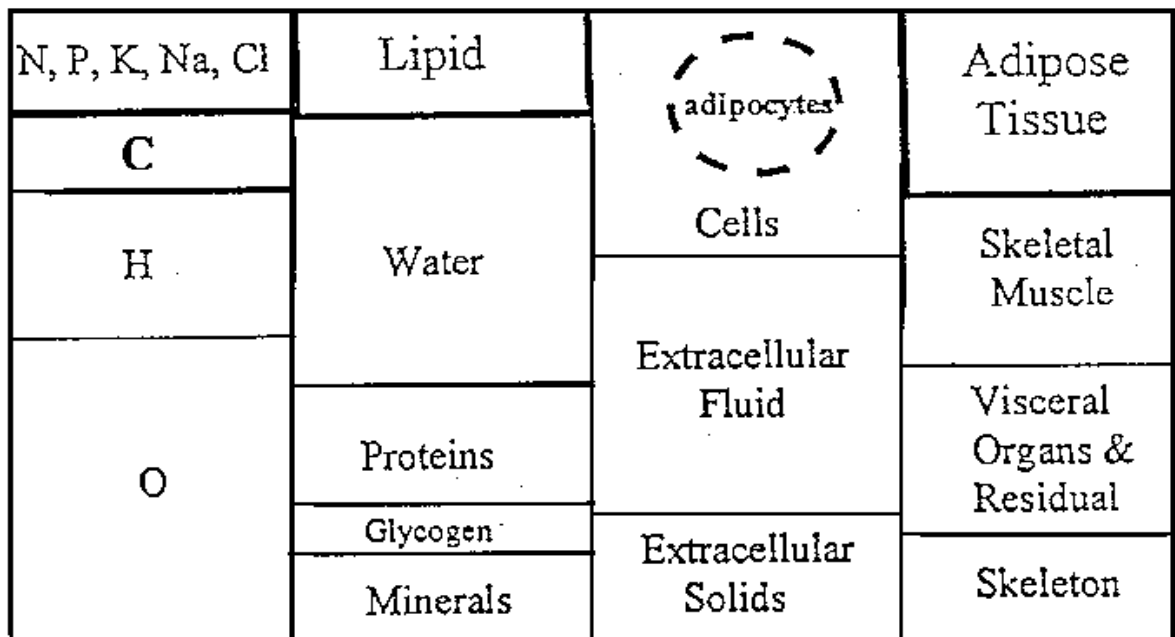 N, P, K, Na, Cl
C
H
O
Lipid
Water
Proteins
Glycogen
Minerals
adipocytes
Cells
Extracellular
Fluid
Extracellular
Solids
Adipose
Tissue
Skeletal
Muscle
Visceral
Organs &
Residual
Skeleton